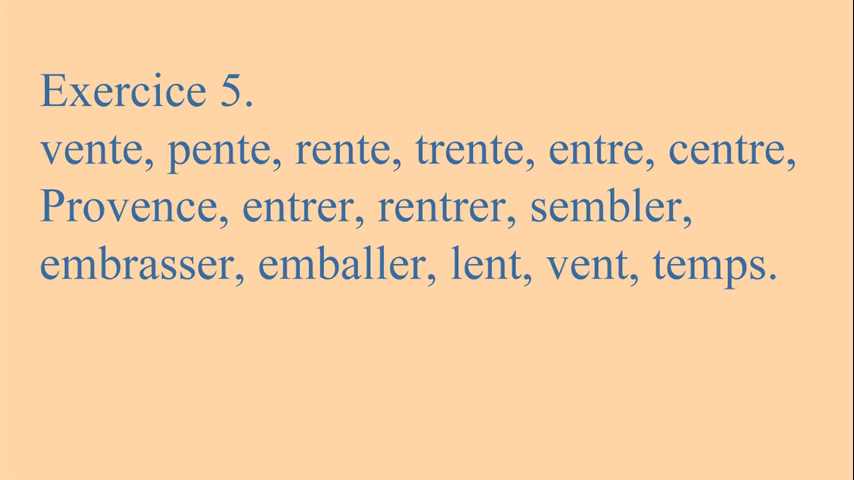 Exercice 5.
vente, pente, rente, trente, entre, centre,
Provence, entrer, rentrer, sembler,
embrasser, emballer, lent, vent, temps.